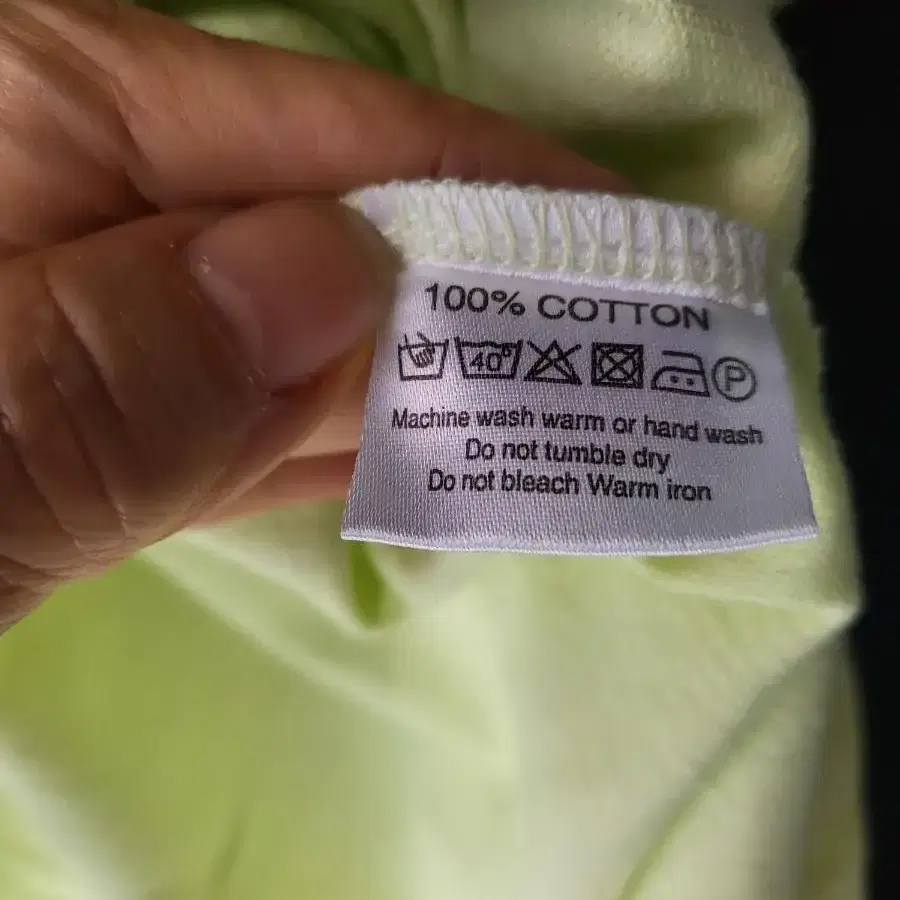 100% COTTON
40° P
Machine wash warm or hand wash
Do not tumble dry
Do not bleach Warm iron